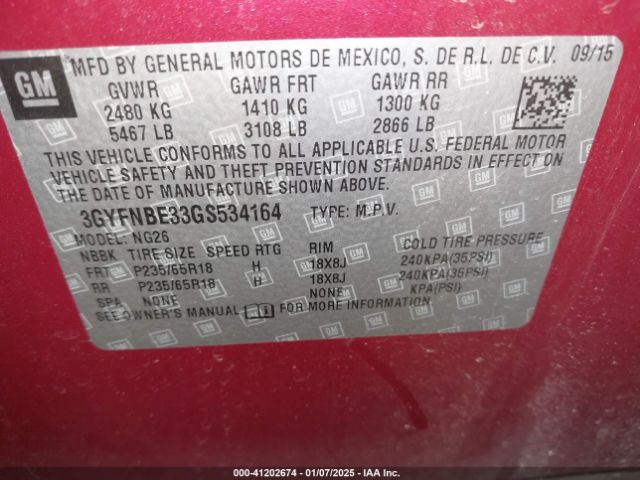 GM
MFD BY GENERAL MOTORS DE MEXICO, S. DE R.L. DE C.V. 09/15
GVWR GAWR FRT GAWR RR
2480 KG 1410 KG 1300 KG
5467 LB 3108 LB 2866 LB
THIS VEHICLE CONFORMS TO ALL APPLICABLE U.S. FEDERAL MOTOR
VEHICLE SAFETY AND THEFT PREVENTION STANDARDS IN EFFECT ON
THE DATE OF MANUFACTURE SHOWN ABOVE.
3GYFNBE33GS534164 TYPE: M.P.V.
MODEL: NG26
NBBK TIRE SIZE SPEED RTG RIM COLD TIRE PRESSURE
FRT P235/65R18 H 18X8J 240KPA(35PSI)
RR P235/65R18 H 18X8J 240KPA(35PSI)
SPA NONE NONE KPA(PSI)
SEE OWNER'S MANUAL FOR MORE INFORMATION.
000-41202674 - 01/07/2025 - IAA Confidential